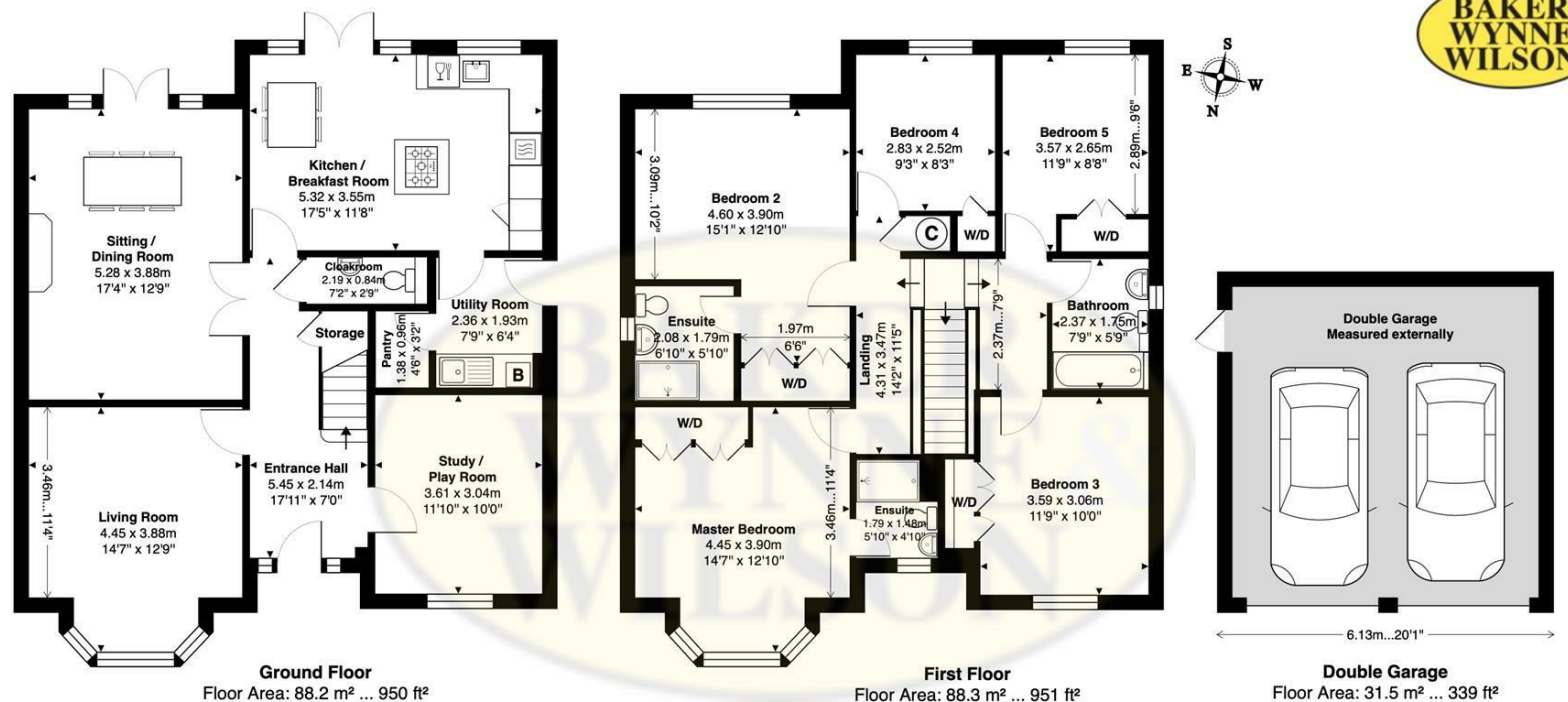 BAKER
WYNNE
WILSON
S
E
W
N
Kitchen /
Breakfast Room
5.32 x 3.55m
17'5" x 11'8"
Sitting /
Dining Room
5.28 x 3.88m
17'4" x 12'9"
Cloakroom
2.19 x 0.84m
7'2" x 2'9"
Utility Room
2.36 x 1.93m
7'9" x 6'4"
Storage
Pantry
1.38 x 0.96m
4'6" x 3'2"
B
3.46m...11'4"
Living Room
4.45 x 3.88m
14'7" x 12'9"
Entrance Hall
5.45 x 2.14m
17'11" x 7'0"
Study /
Play Room
3.61 x 3.04m
11'10" x 10'0"
Ground Floor
Floor Area: 88.2 m² ... 950 ft²
3.09m...10'2"
Bedroom 2
4.60 x 3.90m
15'1" x 12'10"
Bedroom 4
2.83 x 2.52m
9'3" x 8'3"
Bedroom 5
3.57 x 2.65m
11'9" x 8'8"
2.89m...9'6"
C
W/D
W/D
Ensuite
2.08 x 1.79m
6'10" x 5'10"
1.97m
6'6"
W/D
Landing
4.31 x 3.47m
14'2" x 11'5"
2.37m...7'9"
Bathroom
2.37 x 1.75m
7'9" x 5'9"
W/D
Master Bedroom
4.45 x 3.90m
14'7" x 12'10"
3.46m...11'4"
Ensuite
1.79 x 1.48m
5'10" x 4'10"
W/D
Bedroom 3
3.59 x 3.06m
11'9" x 10'0"
First Floor
Floor Area: 88.3 m² ... 951 ft²
Double Garage
Measured externally
6.13m...20'1"
Double Garage
Floor Area: 31.5 m² ... 339 ft²
BAKER
WYNNE &
WILSON